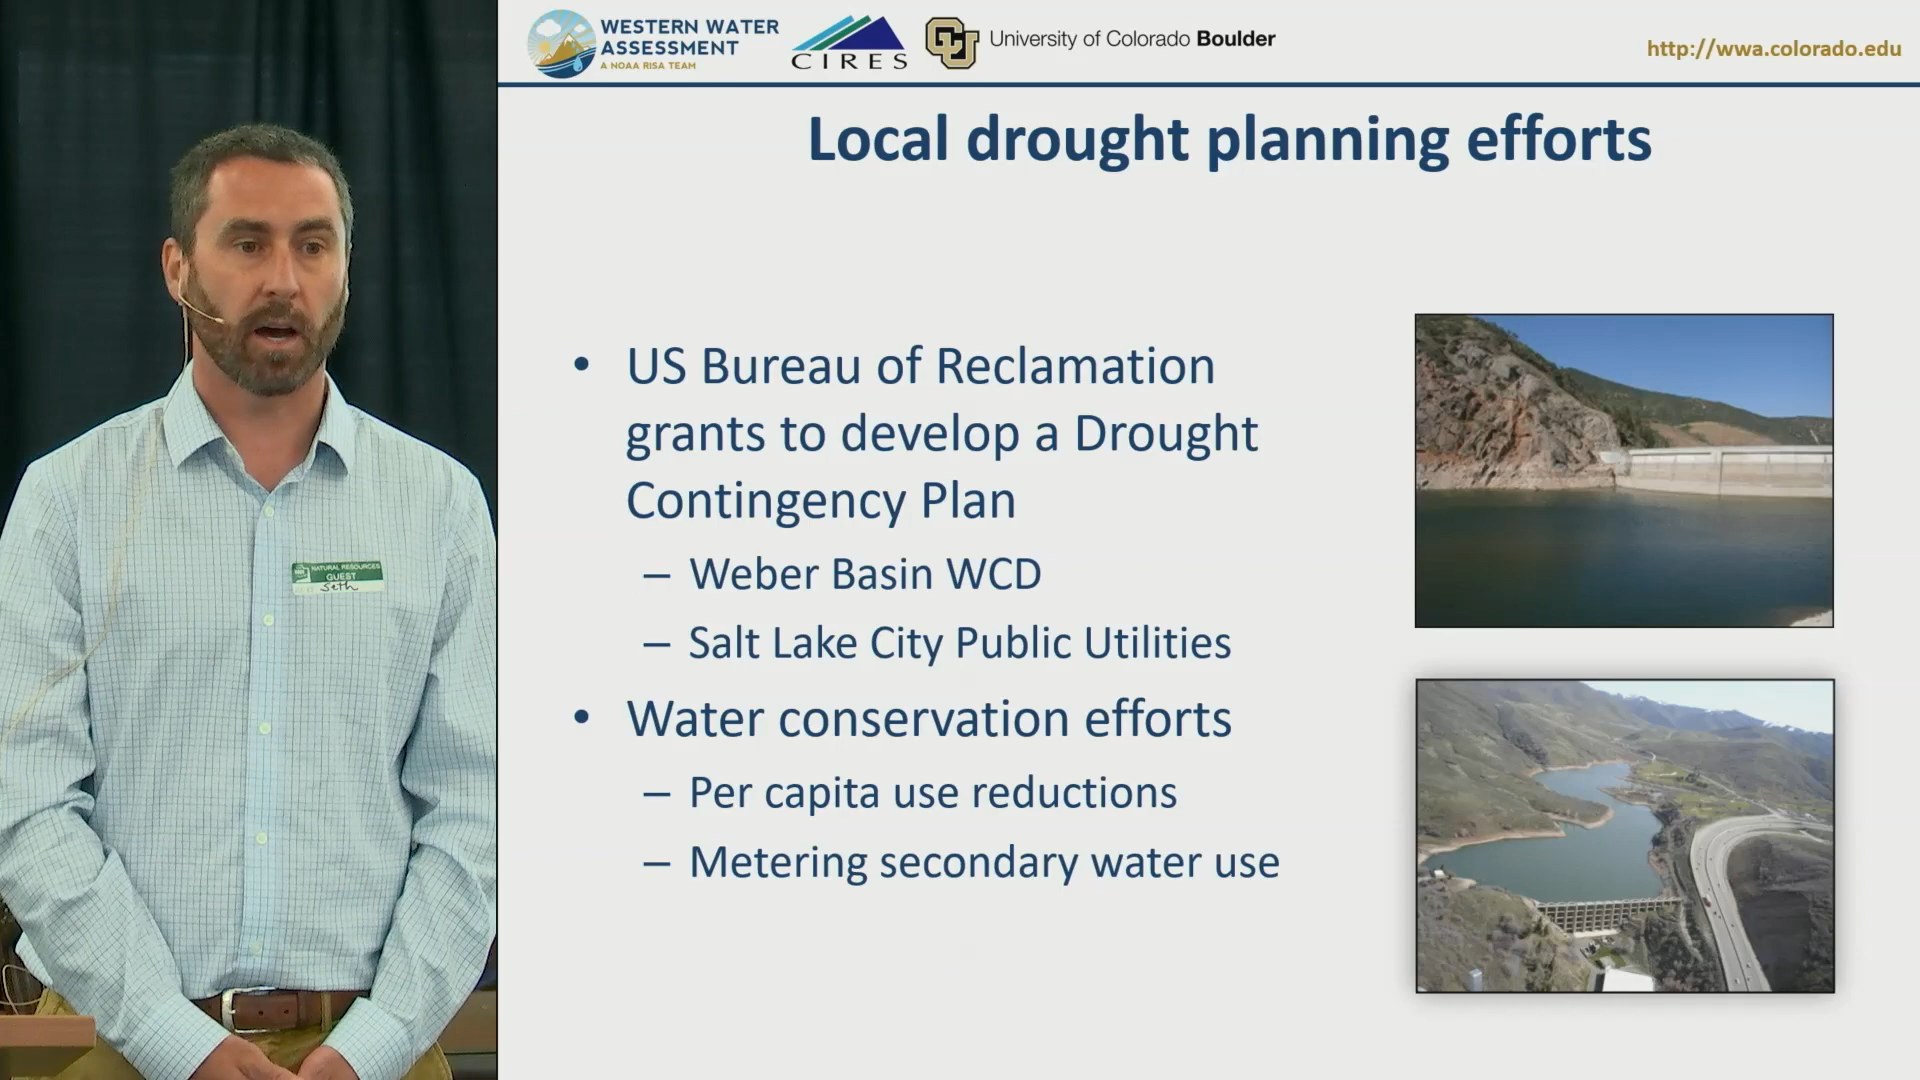 WESTERN WATER
ASSESSMENT
A NOAA RISA TEAM
CIRES
CU
University of Colorado Boulder
http://wwa.colorado.edu
Local drought planning efforts
• US Bureau of Reclamation
grants to develop a Drought
Contingency Plan
– Weber Basin WCD
– Salt Lake City Public Utilities
• Water conservation efforts
– Per capita use reductions
– Metering secondary water use
NATURAL RESOURCES
GUEST
Seth